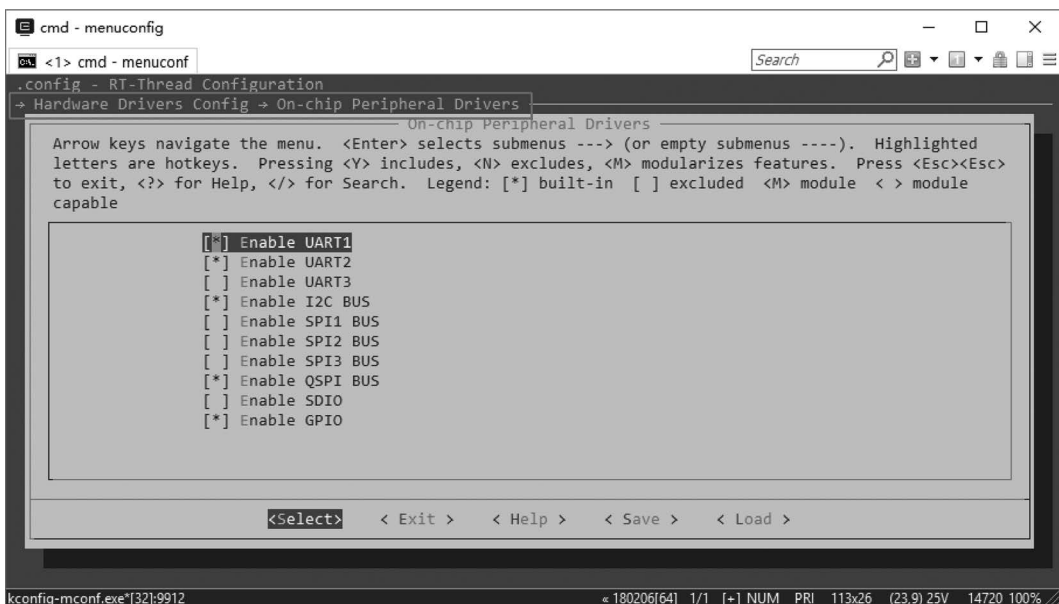 cmd - menuconfig
<1> cmd - menuconf
Search
.config - RT-Thread Configuration
→ Hardware Drivers Config → On-chip Peripheral Drivers
On-chip Peripheral Drivers
Arrow keys navigate the menu.  <Enter> selects submenus ---> (or empty submenus ----).  Highlighted
letters are hotkeys.  Pressing <Y> includes, <N> excludes, <M> modularizes features.  Press <Esc><Esc>
to exit, <?> for Help, </> for Search.  Legend: [*] built-in  [ ] excluded  <M> module  < > module
capable
[*] Enable UART1
[*] Enable UART2
[ ] Enable UART3
[*] Enable I2C BUS
[ ] Enable SPI1 BUS
[ ] Enable SPI2 BUS
[ ] Enable SPI3 BUS
[*] Enable QSPI BUS
[ ] Enable SDIO
[*] Enable GPIO
<Select>    < Exit >    < Help >    < Save >    < Load >
kconfig-mconf.exe*[32]:9912    « 180206[64]  1/1  [+] NUM  PRI  113x26  (23,9) 25V  14720 100%